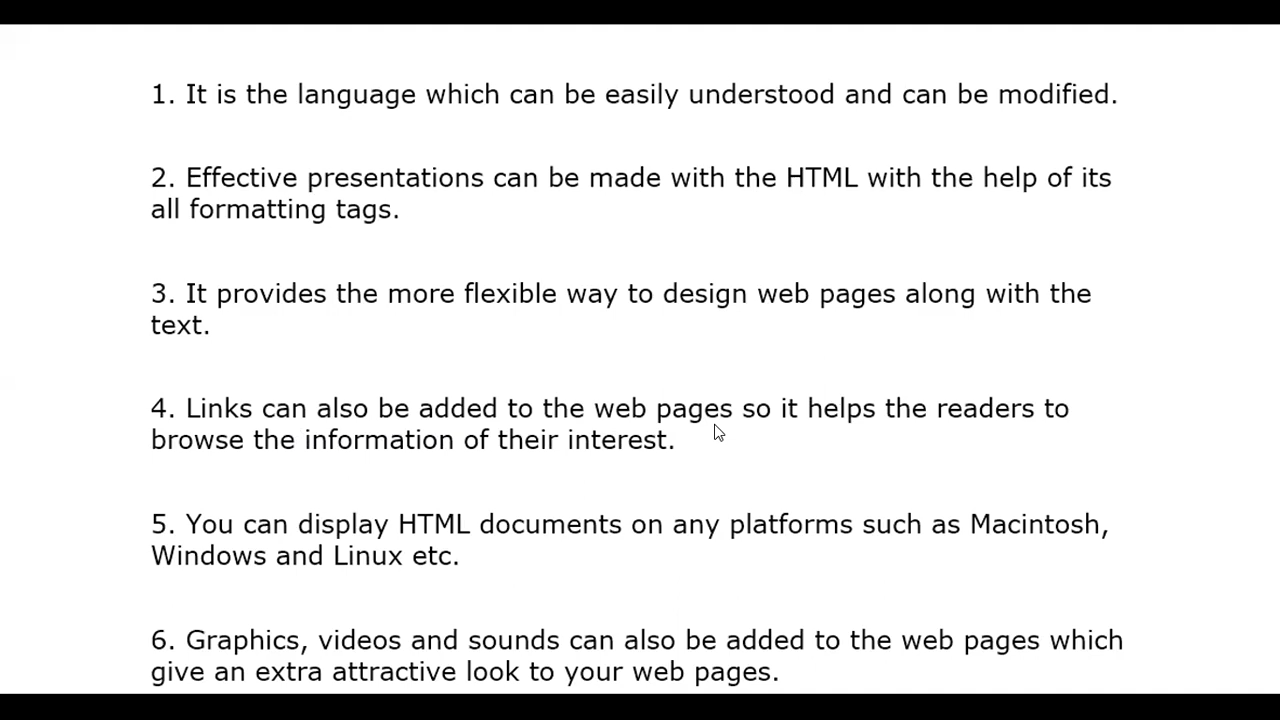 1. It is the language which can be easily understood and can be modified.
2. Effective presentations can be made with the HTML with the help of its
all formatting tags.
3. It provides the more flexible way to design web pages along with the
text.
4. Links can also be added to the web pages so it helps the readers to
browse the information of their interest.
5. You can display HTML documents on any platforms such as Macintosh,
Windows and Linux etc.
6. Graphics, videos and sounds can also be added to the web pages which
give an extra attractive look to your web pages.